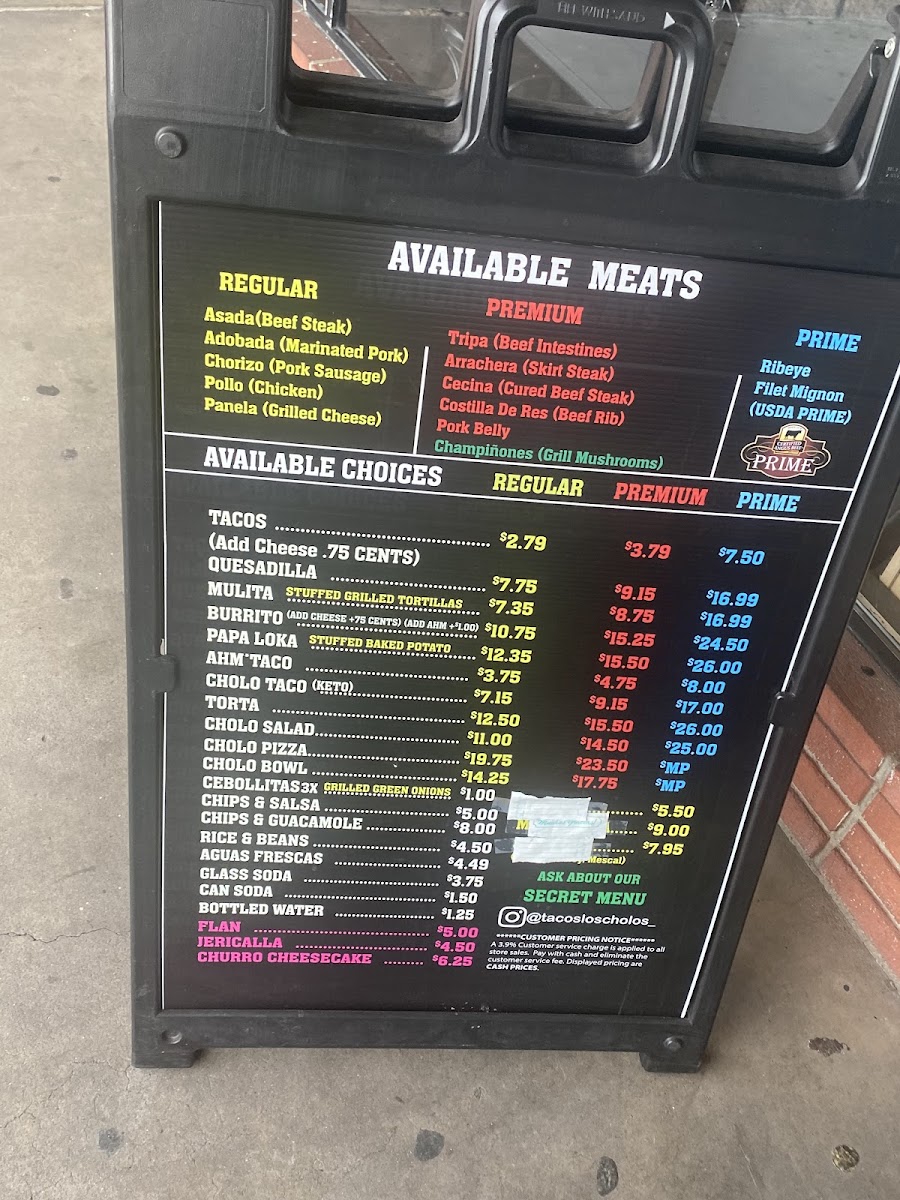 FILL WITH SAND
AVAILABLE MEATS
REGULAR
Asada(Beef Steak)
Adobada (Marinated Pork)
Chorizo (Pork Sausage)
Pollo (Chicken)
Panela (Grilled Cheese)
PREMIUM
Tripa (Beef Intestines)
Arrachera (Skirt Steak)
Cecina (Cured Beef Steak)
Costilla De Res (Beef Rib)
Pork Belly
Champiñones (Grill Mushrooms)
PRIME
Ribeye
Filet Mignon
(USDA PRIME)
CERTIFIED
ANGUS BEEF
PRIME
AVAILABLE CHOICES REGULAR PREMIUM PRIME
TACOS $2.79 $3.79 $7.50
(Add Cheese .75 CENTS)
QUESADILLA $7.75 $9.15 $16.99
MULITA STUFFED GRILLED TORTILLAS $7.35 $8.75 $16.99
BURRITO (ADD CHEESE +75 CENTS) (ADD AHM +$1.00) $10.75 $15.25 $24.50
PAPA LOKA STUFFED BAKED POTATO $12.35 $15.50 $26.00
AHM*TACO $3.75 $4.75 $8.00
CHOLO TACO (KETO) $7.15 $9.15 $17.00
TORTA $12.50 $15.50 $26.00
CHOLO SALAD $11.00 $14.50 $25.00
CHOLO PIZZA $19.75 $23.50 $MP
CHOLO BOWL $14.25 $17.75 $MP
CEBOLLITAS 3X GRILLED GREEN ONIONS $1.00
CHIPS & SALSA $5.00
CHIPS & GUACAMOLE $8.00
RICE & BEANS $4.50
AGUAS FRESCAS $4.49
GLASS SODA $3.75
CAN SODA $1.50
BOTTLED WATER $1.25
FLAN $5.00
JERICALLA $4.50
CHURRO CHEESECAKE $6.25
$5.50
M $9.00
$7.95
Mescal)
ASK ABOUT OUR
SECRET MENU
@tacosloscholos_
******CUSTOMER PRICING NOTICE******
A 3.9% Customer service charge is applied to all
store sales. Pay with cash and eliminate the
customer service fee. Displayed pricing are
CASH PRICES.